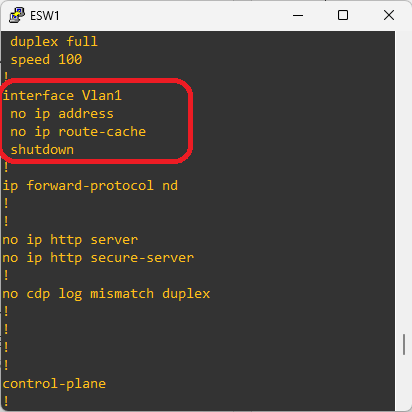 ESW1
duplex full
speed 100
!
interface Vlan1
no ip address
no ip route-cache
shutdown
!
ip forward-protocol nd
!
!
no ip http server
no ip http secure-server
!
no cdp log mismatch duplex
!
!
!
!
control-plane
!